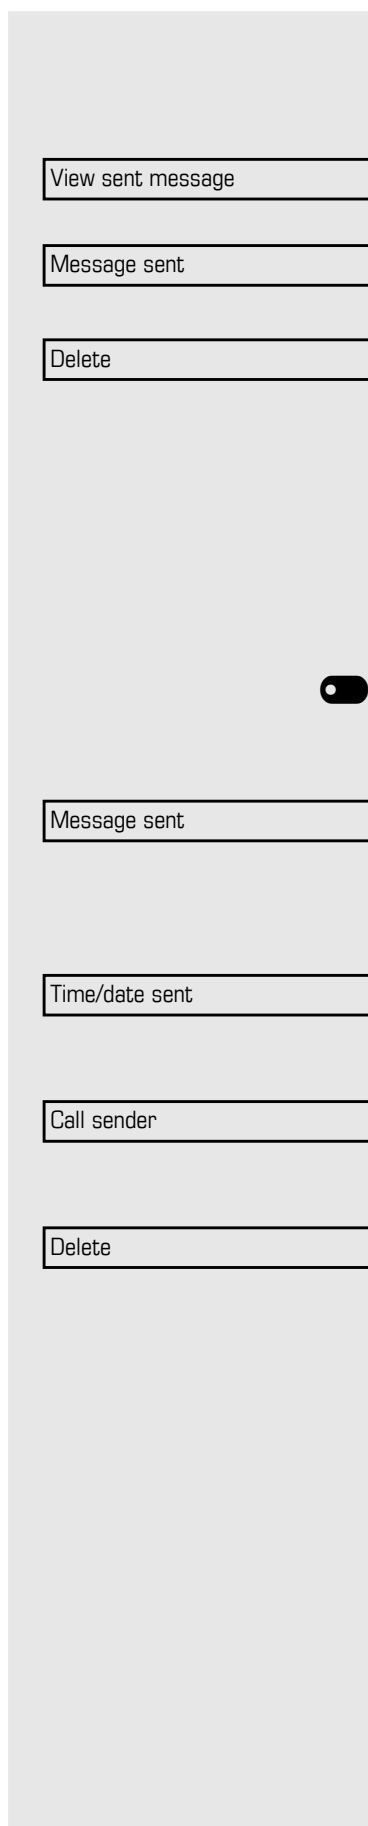 View sent message
Message sent
Delete
Message sent
Time/date sent
Call sender
Delete